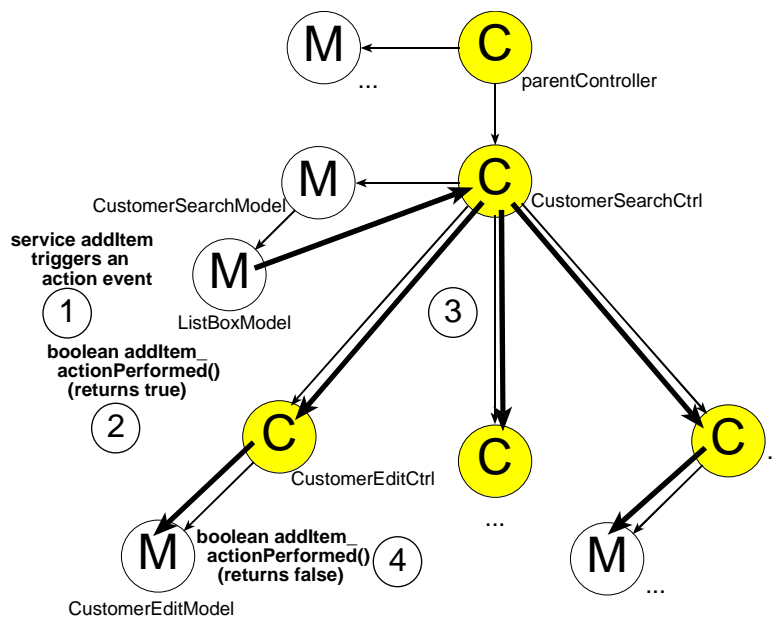 M
C
...
parentController
M
C
CustomerSearchModel
CustomerSearchCtrl
service addItem
triggers an
action event
M
1
3
ListBoxModel
boolean addItem_
actionPerformed()
(returns true)
2
C
C
C
.
CustomerEditCtrl
...
M
boolean addItem_
actionPerformed()
(returns false)
4
M
...
CustomerEditModel